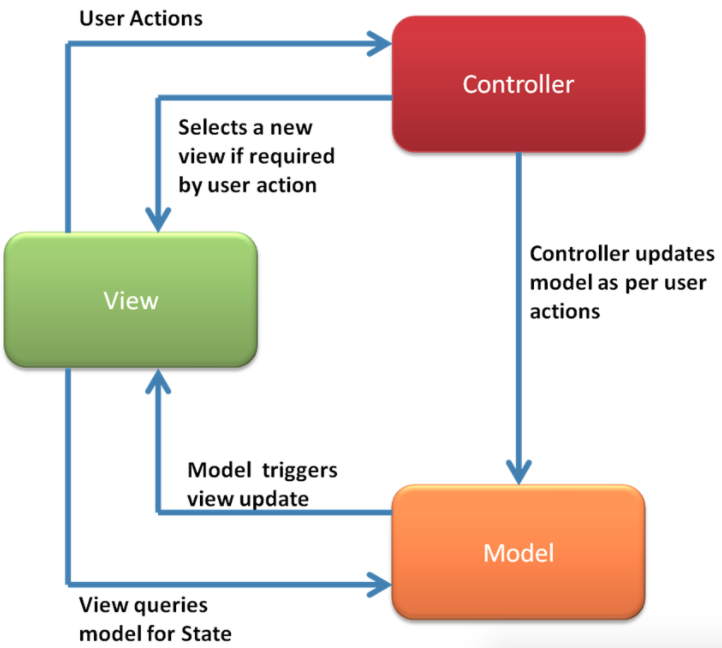 User Actions
Controller
Selects a new
view if required
by user action
Controller updates
model as per user
actions
View
Model triggers
view update
Model
View queries
model for State